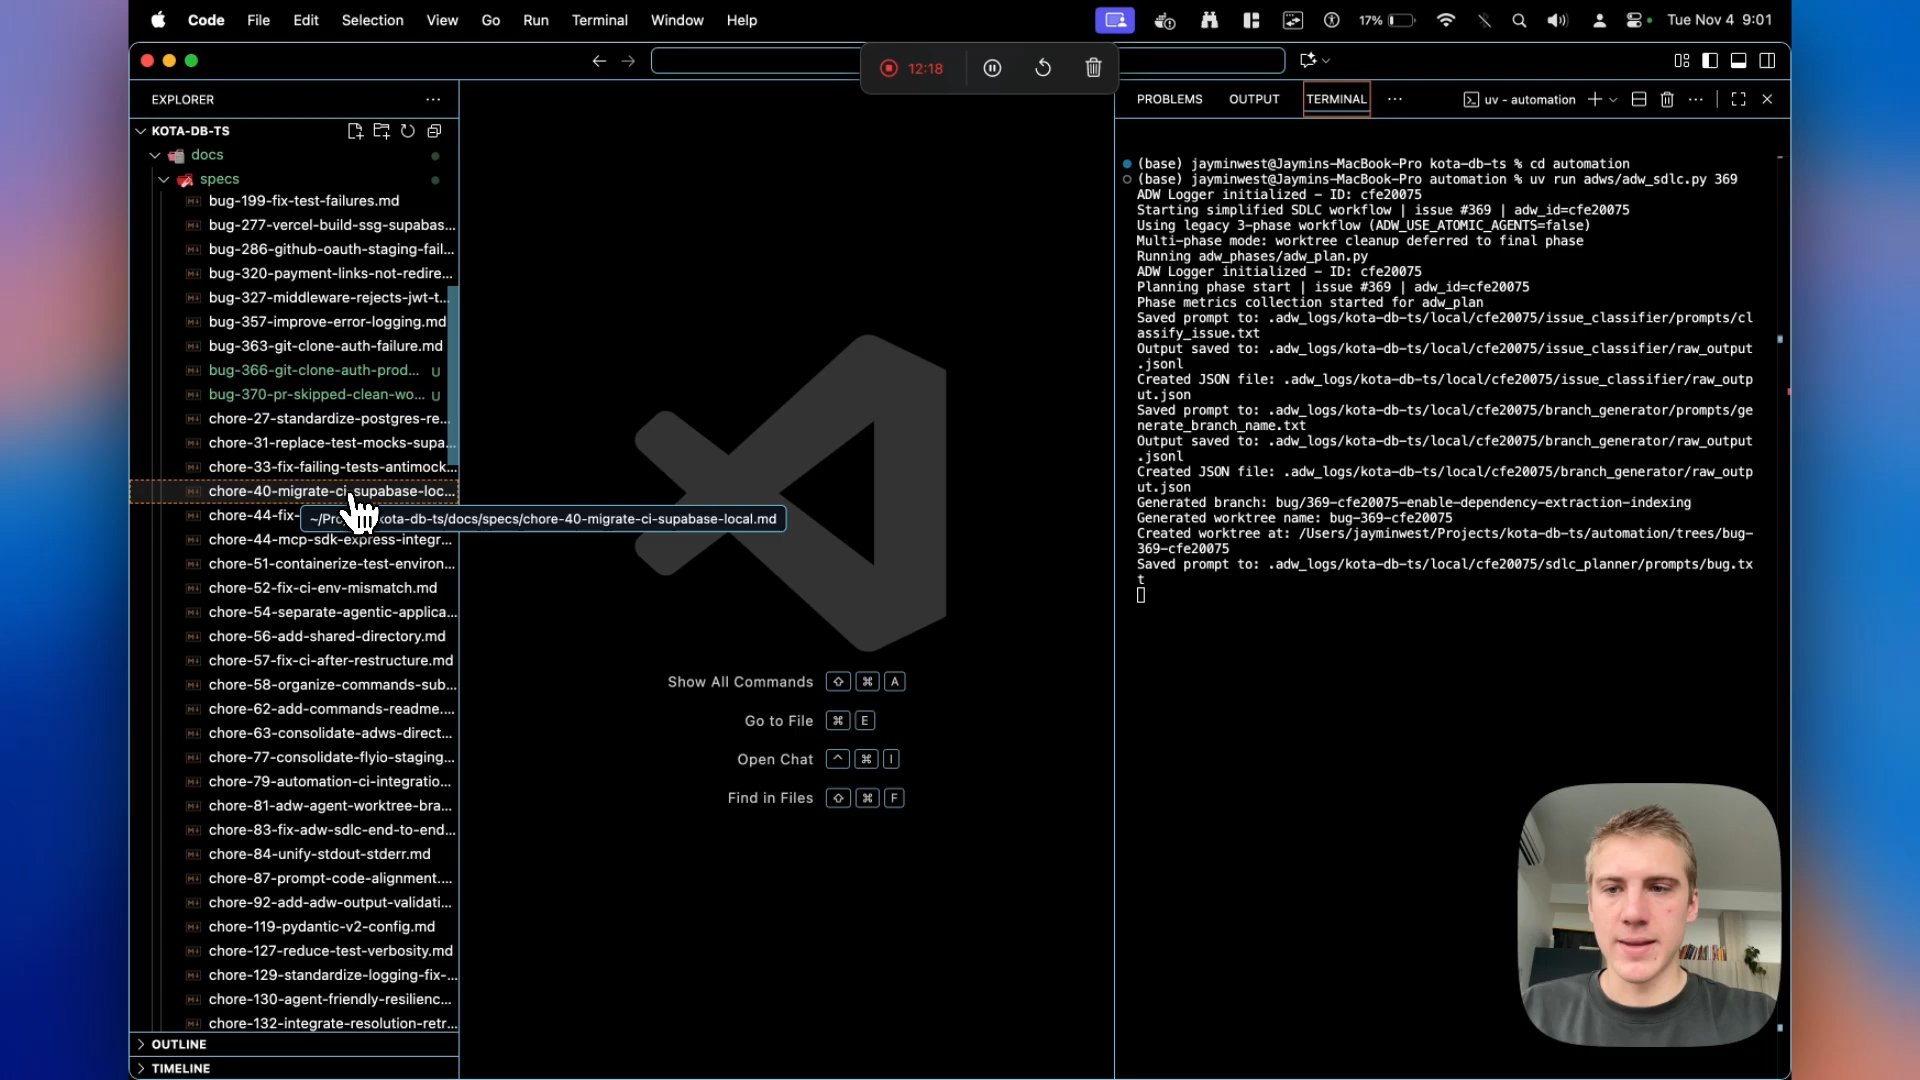 Code File Edit Selection View Go Run Terminal Window Help
17%
Tue Nov 4 9:01
12:18
EXPLORER
KOTA-DB-TS
docs
specs
bug-199-fix-test-failures.md
bug-277-vercel-build-ssg-supabas...
bug-286-github-oauth-staging-fail...
bug-320-payment-links-not-redire...
bug-327-middleware-rejects-jwt-t...
bug-357-improve-error-logging.md
bug-363-git-clone-auth-failure.md
bug-366-git-clone-auth-prod... U
bug-370-pr-skipped-clean-wo... U
chore-27-standardize-postgres-re...
chore-31-replace-test-mocks-supa...
chore-33-fix-failing-tests-antimock...
chore-40-migrate-ci-supabase-loc...
chore-44-fix-
kota-db-ts/docs/specs/chore-40-migrate-ci-supabase-local.md
chore-44-mcp-sdk-express-integr...
chore-51-containerize-test-environ...
chore-52-fix-ci-env-mismatch.md
chore-54-separate-agentic-applica...
chore-56-add-shared-directory.md
chore-57-fix-ci-after-restructure.md
chore-58-organize-commands-sub...
chore-62-add-commands-readme....
chore-63-consolidate-adws-direct...
chore-77-consolidate-flyio-staging...
chore-79-automation-ci-integratio...
chore-81-adw-agent-worktree-bra...
chore-83-fix-adw-sdlc-end-to-end...
chore-84-unify-stdout-stderr.md
chore-87-prompt-code-alignment....
chore-92-add-adw-output-validati...
chore-119-pydantic-v2-config.md
chore-127-reduce-test-verbosity.md
chore-129-standardize-logging-fix-...
chore-130-agent-friendly-resilienc...
chore-132-integrate-resolution-retr...
OUTLINE
TIMELINE
Show All Commands ⇧ ⌘ A
Go to File ⌘ E
Open Chat ^ ⌘ I
Find in Files ⇧ ⌘ F
PROBLEMS OUTPUT TERMINAL ... uv - automation
(base) jayminwest@Jaymins-MacBook-Pro kota-db-ts % cd automation
(base) jayminwest@Jaymins-MacBook-Pro automation % uv run adws/adw_sdlc.py 369
ADW Logger initialized - ID: cfe20075
Starting simplified SDLC workflow | issue #369 | adw_id=cfe20075
Using legacy 3-phase workflow (ADW_USE_ATOMIC_AGENTS=false)
Multi-phase mode: worktree cleanup deferred to final phase
Running adw_phases/adw_plan.py
ADW Logger initialized - ID: cfe20075
Planning phase start | issue #369 | adw_id=cfe20075
Phase metrics collection started for adw_plan
Saved prompt to: .adw_logs/kota-db-ts/local/cfe20075/issue_classifier/prompts/cl
assify_issue.txt
Output saved to: .adw_logs/kota-db-ts/local/cfe20075/issue_classifier/raw_output
.jsonl
Created JSON file: .adw_logs/kota-db-ts/local/cfe20075/issue_classifier/raw_outp
ut.json
Saved prompt to: .adw_logs/kota-db-ts/local/cfe20075/branch_generator/prompts/ge
nerate_branch_name.txt
Output saved to: .adw_logs/kota-db-ts/local/cfe20075/branch_generator/raw_output
.jsonl
Created JSON file: .adw_logs/kota-db-ts/local/cfe20075/branch_generator/raw_outp
ut.json
Generated branch: bug/369-cfe20075-enable-dependency-extraction-indexing
Generated worktree name: bug-369-cfe20075
Created worktree at: /Users/jayminwest/Projects/kota-db-ts/automation/trees/bug-
369-cfe20075
Saved prompt to: .adw_logs/kota-db-ts/local/cfe20075/sdlc_planner/prompts/bug.tx
t